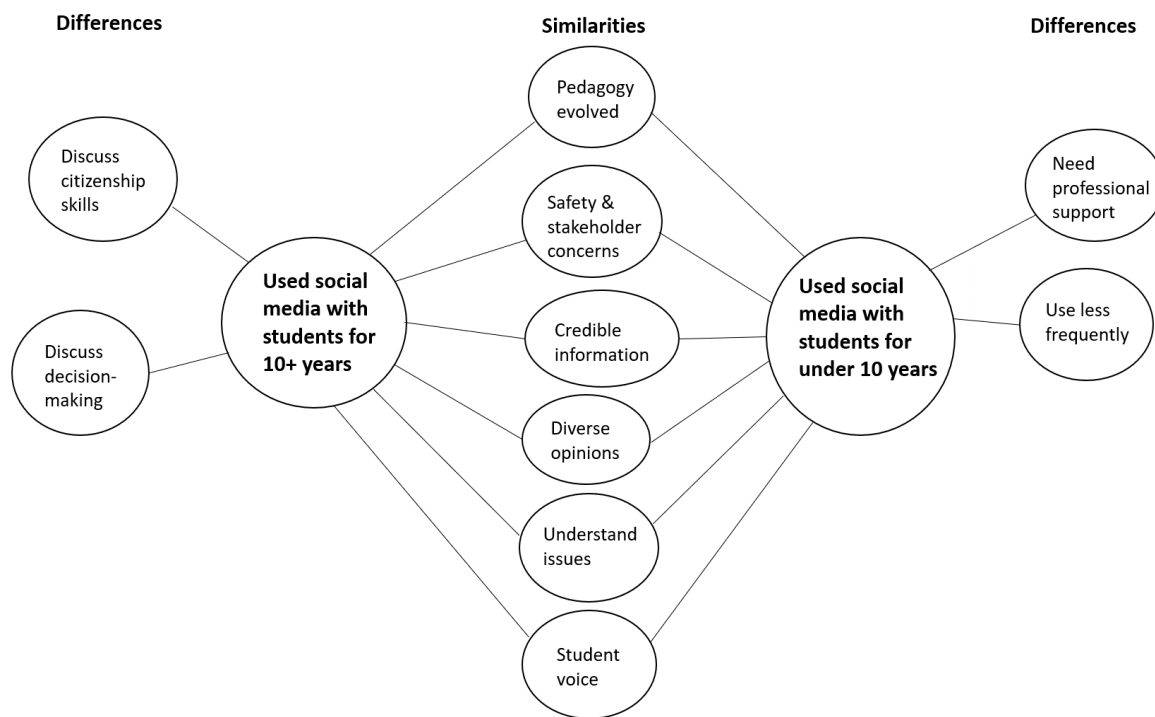 Differences
Similarities
Differences
Discuss
citizenship
skills
Discuss
decision-
making
Used social
media with
students for
10+ years
Pedagogy
evolved
Safety &
stakeholder
concerns
Credible
information
Diverse
opinions
Understand
issues
Student
voice
Used social
media with
students for
under 10 years
Need
professional
support
Use less
frequently